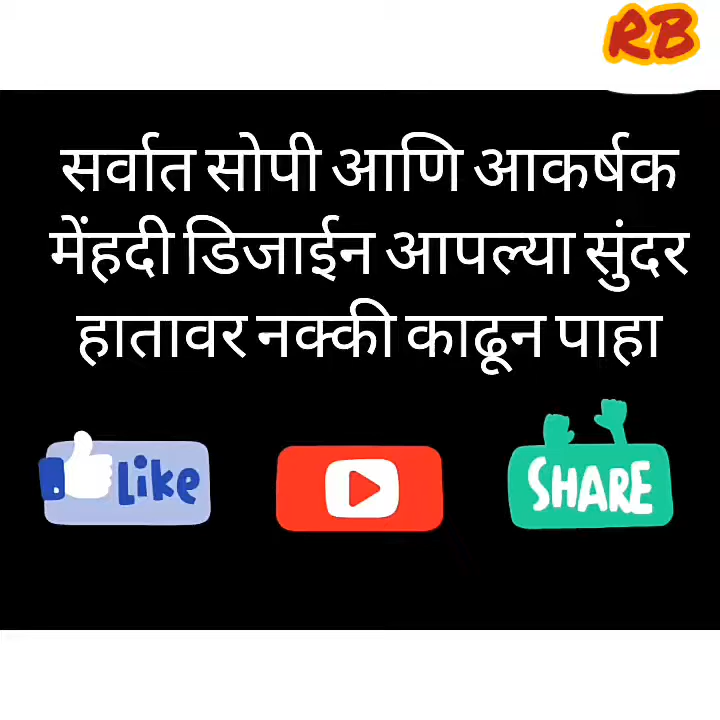 RB
सर्वात सोपी आणि आकर्षक
मेंहदी डिजाईन आपल्या सुंदर
हातावर नक्की काढून पाहा
Like
SHARE